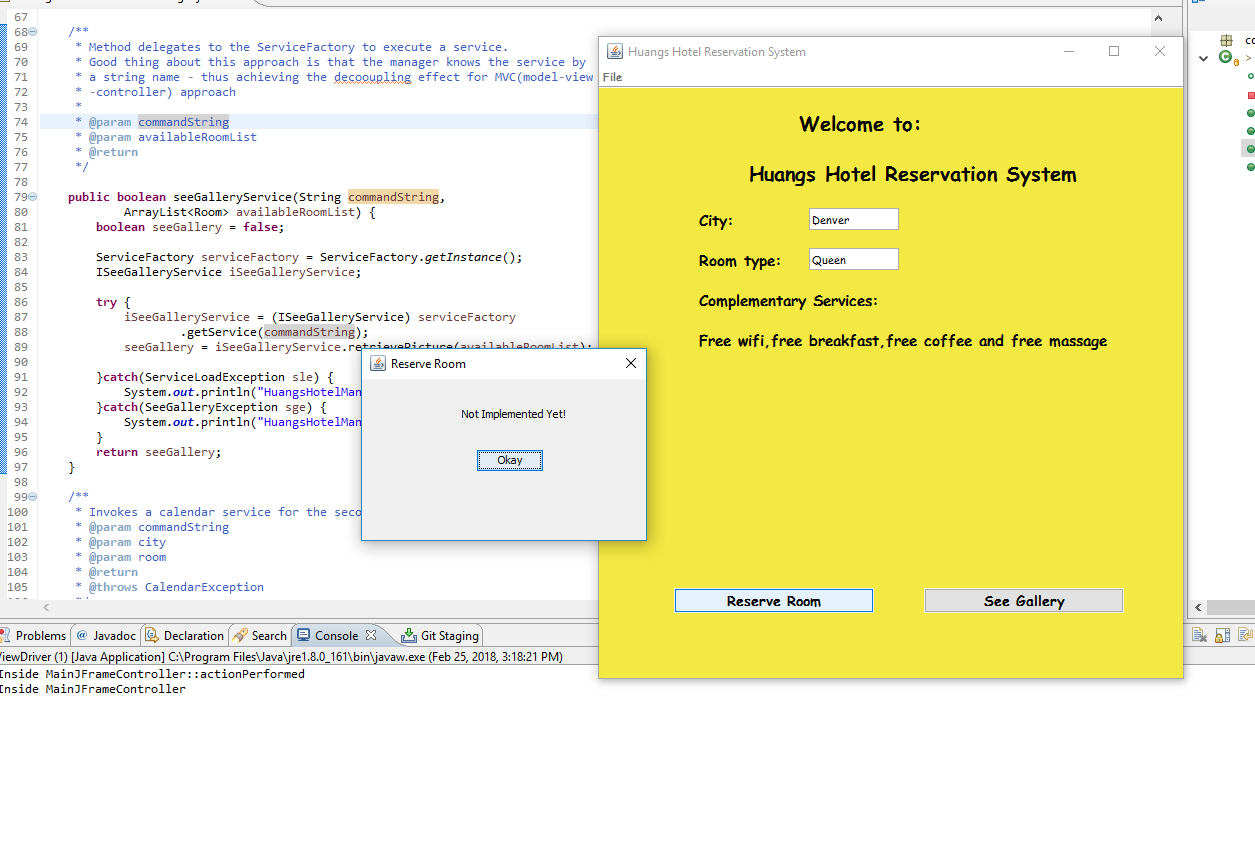 67
68 /**
69 * Method delegates to the ServiceFactory to execute a service.
70 * Good thing about this approach is that the manager knows the service by
71 * a string name - thus achieving the decooupling effect for MVC(model-view
72 * -controller) approach
73 *
74 * @param commandString
75 * @param availableRoomList
76 * @return
77 */
78
79 public boolean seeGalleryService(String commandString,
80 ArrayList<Room> availableRoomList) {
81 boolean seeGallery = false;
82
83 ServiceFactory serviceFactory = ServiceFactory.getInstance();
84 ISeeGalleryService iSeeGalleryService;
85
86 try {
87 iSeeGalleryService = (ISeeGalleryService) serviceFactory
88 .getService(commandString);
89 seeGallery = iSeeGalleryService.retrievePicture(availableRoomList);
90
91 }catch(ServiceLoadException sle) {
92 System.out.println("HuangsHotelMan
93 }catch(SeeGalleryException sge) {
94 System.out.println("HuangsHotelMan
95 }
96 return seeGallery;
97 }
98
99 /**
100 * Invokes a calendar service for the seco
101 * @param commandString
102 * @param city
103 * @param room
104 * @return
105 * @throws CalendarException
Huangs Hotel Reservation System
File
Welcome to:
Huangs Hotel Reservation System
City: Denver
Room type: Queen
Complementary Services:
Free wifi,free breakfast,free coffee and free massage
Reserve Room See Gallery
Reserve Room
Not Implemented Yet!
Okay
Problems @ Javadoc Declaration Search Console Git Staging
iewDriver (1) [Java Application] C:\Program Files\Java\jre1.8.0_161\bin\javaw.exe (Feb 25, 2018, 3:18:21 PM)
Inside MainJFrameController::actionPerformed
Inside MainJFrameController